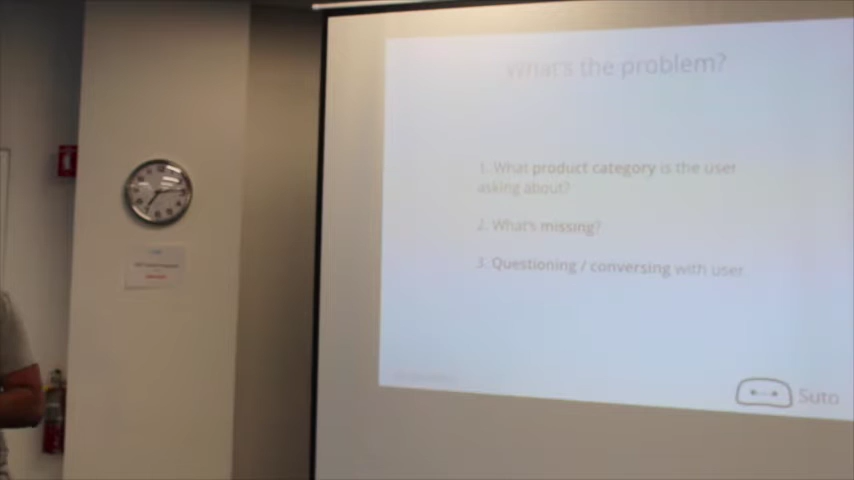 What's the problem?
1. What product category is the user
asking about?
2. What's missing?
3. Questioning / conversing with user
Suto